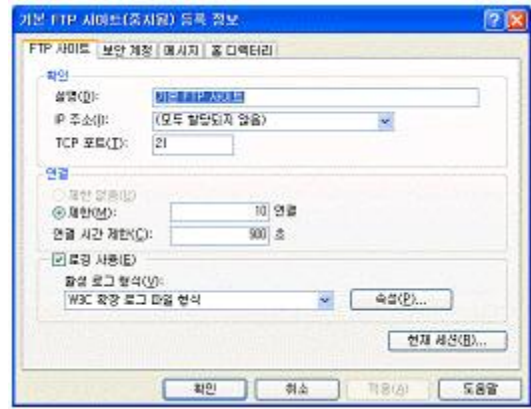 기본 FTP 사이트(중지됨) 등록 정보
FTP 사이트 보안 계정 메시지 홈 디렉터리
확인
설명(D): 기본 FTP 사이트
IP 주소(I): (모두 할당되지 않음)
TCP 포트(T): 21
연결
제한 없음(U)
제한(M): 10 연결
연결 시간 제한(C): 900 초
로깅 사용(E)
활성 로그 형식(V):
W3C 확장 로그 파일 형식 속성(P)...
현재 세션(R)...
확인 취소 적용(A) 도움말